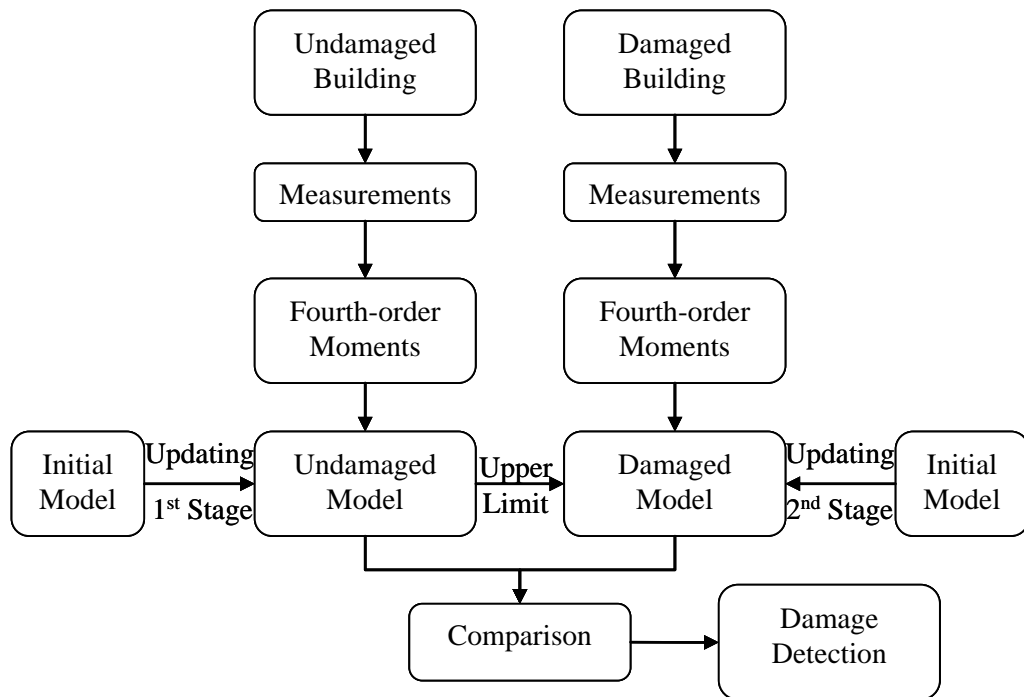 Undamaged
Building
Damaged
Building
Measurements
Measurements
Fourth-order
Moments
Fourth-order
Moments
Initial
Model
Updating
1st Stage
Undamaged
Model
Upper
Limit
Damaged
Model
Updating
2nd Stage
Initial
Model
Comparison
Damage
Detection